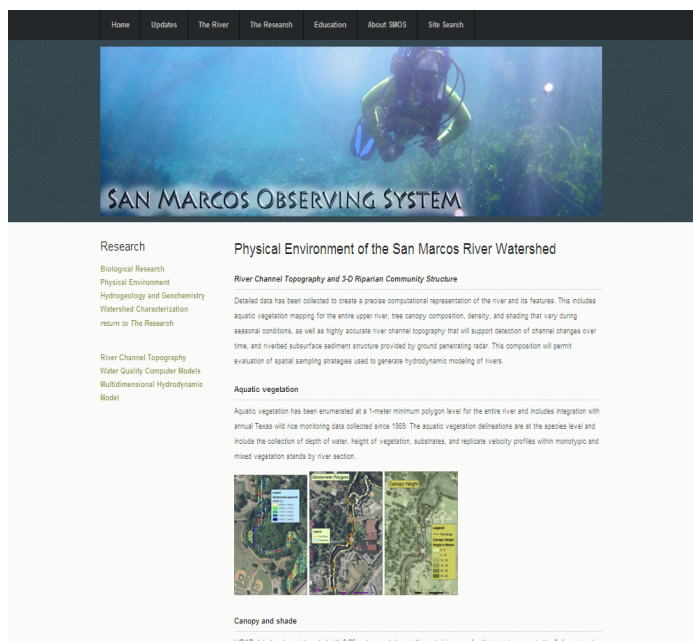 Home Updates The River The Research Education About SMOS Site Search
SAN MARCOS OBSERVING SYSTEM
Research
Biological Research
Physical Environment
Hydrogeology and Geochemistry
Watershed Characterization
return to The Research
River Channel Topography
Water Quality Computer Models
Multidimensional Hydrodynamic
Model
Physical Environment of the San Marcos River Watershed
River Channel Topography and 3-D Riparian Community Structure
Detailed data has been collected to create a precise computational representation of the river and its features. This includes
aquatic vegetation mapping for the entire upper river, tree canopy composition, density, and shading that vary during
seasonal conditions, as well as highly accurate river channel topography that will support detection of channel changes over
time, and riverbed subsurface sediment structure provided by ground penetrating radar. This composition will permit
evaluation of spatial sampling strategies used to generate hydrodynamic modeling of rivers.
Aquatic vegetation
Aquatic vegetation has been enumerated at a 1-meter minimum polygon level for the entire river and includes integration with
annual Texas wild rice monitoring data collected since 1989. The aquatic vegetation delineations are at the species level and
include the collection of depth of water, height of vegetation, substrates, and replicate velocity profiles within monotypic and
mixed vegetation stands by river section.
Legend
Densiometer Polygons
Legend
Canopy Height
Legend
Canopy Height
Height in Meters
Canopy and shade